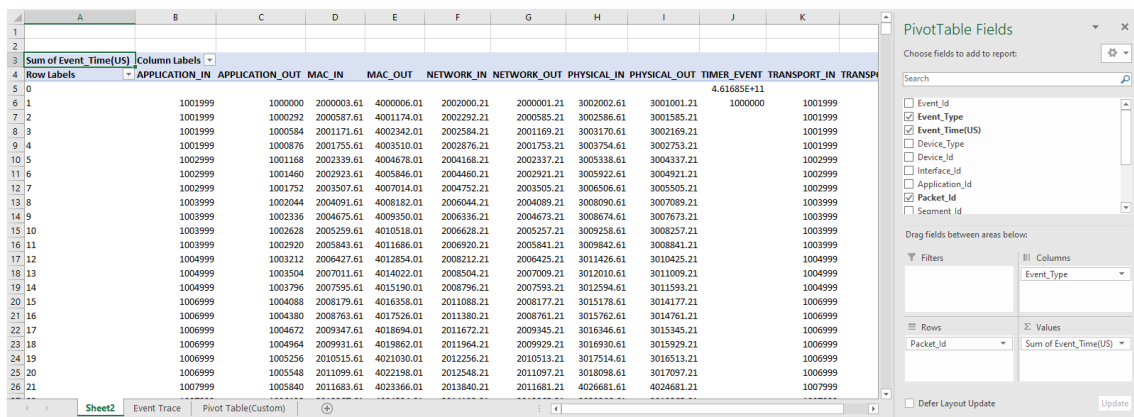 A B C D E F G H I J K
1
2
3 Sum of Event_Time(US) Column Labels
4 Row Labels APPLICATION_IN APPLICATION_OUT MAC_IN MAC_OUT NETWORK_IN NETWORK_OUT PHYSICAL_IN PHYSICAL_OUT TIMER_EVENT TRANSPORT_IN TRANSP
5 0 4.61685E+11
6 1 1001999 1000000 2000003.61 4000006.01 2002000.21 2000001.21 3002002.61 3001001.21 1000000 1001999
7 2 1001999 1000292 2000587.61 4001174.01 2002292.21 2000585.21 3002586.61 3001585.21 1001999
8 3 1001999 1000584 2001171.61 4002342.01 2002584.21 2001169.21 3003170.61 3002169.21 1001999
9 4 1001999 1000876 2001755.61 4003510.01 2002876.21 2001753.21 3003754.61 3002753.21 1001999
10 5 1002999 1001168 2002339.61 4004678.01 2004168.21 2002337.21 3005338.61 3004337.21 1002999
11 6 1002999 1001460 2002923.61 4005846.01 2004460.21 2002921.21 3005922.61 3004921.21 1002999
12 7 1002999 1001752 2003507.61 4007014.01 2004752.21 2003505.21 3006506.61 3005505.21 1002999
13 8 1003999 1002044 2004091.61 4008182.01 2006044.21 2004089.21 3008090.61 3007089.21 1003999
14 9 1003999 1002336 2004675.61 4009350.01 2006336.21 2004673.21 3008674.61 3007673.21 1003999
15 10 1003999 1002628 2005259.61 4010518.01 2006628.21 2005257.21 3009258.61 3008257.21 1003999
16 11 1003999 1002920 2005843.61 4011686.01 2006920.21 2005841.21 3009842.61 3008841.21 1003999
17 12 1004999 1003212 2006427.61 4012854.01 2008212.21 2006425.21 3011426.61 3010425.21 1004999
18 13 1004999 1003504 2007011.61 4014022.01 2008504.21 2007009.21 3012010.61 3011009.21 1004999
19 14 1004999 1003796 2007595.61 4015190.01 2008796.21 2007593.21 3012594.61 3011593.21 1004999
20 15 1006999 1004088 2008179.61 4016358.01 2011088.21 2008177.21 3015178.61 3014177.21 1006999
21 16 1006999 1004380 2008763.61 4017526.01 2011380.21 2008761.21 3015762.61 3014761.21 1006999
22 17 1006999 1004672 2009347.61 4018694.01 2011672.21 2009345.21 3016346.61 3015345.21 1006999
23 18 1006999 1004964 2009931.61 4019862.01 2011964.21 2009929.21 3016930.61 3015929.21 1006999
24 19 1006999 1005256 2010515.61 4021030.01 2012256.21 2010513.21 3017514.61 3016513.21 1006999
25 20 1006999 1005548 2011099.61 4022198.01 2012548.21 2011097.21 3018098.61 3017097.21 1006999
26 21 1007999 1005840 2011683.61 4023366.01 2013840.21 2011681.21 4026681.21 4024681.21 1007999
Sheet2 Event Trace Pivot Table(Custom)
PivotTable Fields
Choose fields to add to report:
Search
Event_Id
Event_Type
Event_Time(US)
Device_Type
Device_Id
Interface_Id
Application_Id
Packet_Id
Segment_Id
Drag fields between areas below:
Filters
Columns
Event_Type
Rows
Σ Values
Packet_Id
Sum of Event_Time(US)
Defer Layout Update
Update